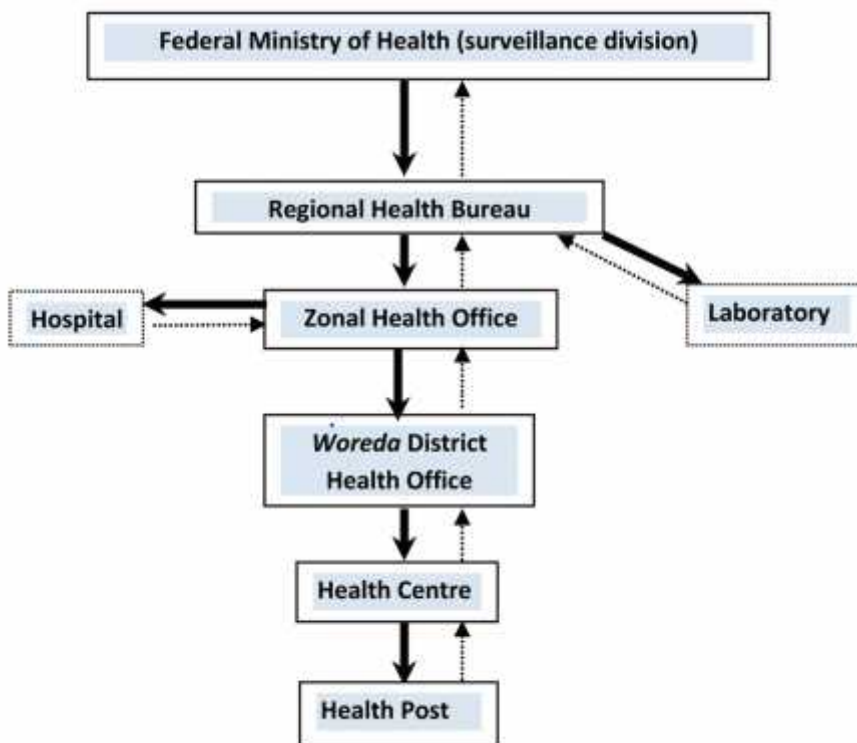 Federal Ministry of Health (surveillance division)
Regional Health Bureau
Hospital
Zonal Health Office
Laboratory
Woreda District
Health Office
Health Centre
Health Post